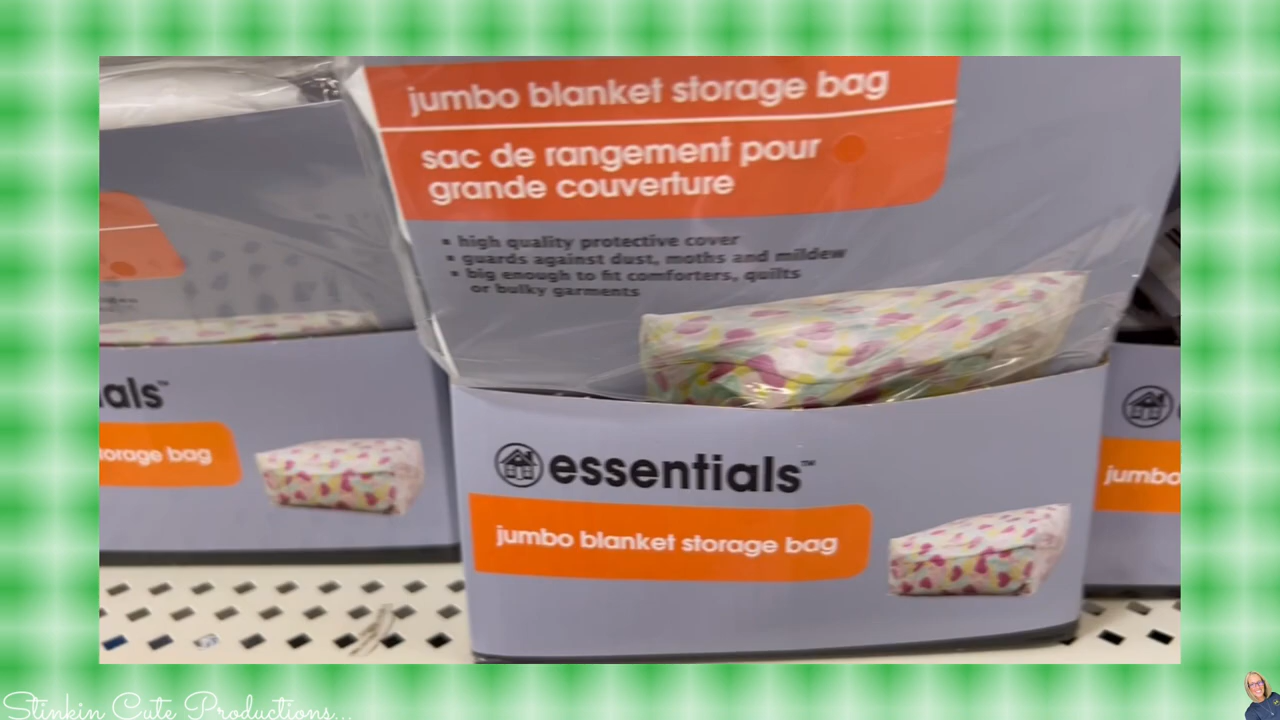 jumbo blanket storage bag
sac de rangement pour
grande couverture
▪ high quality protective cover
▪ guards against dust, moths and mildew
▪ big enough to fit comforters, quilts
or bulky garments
essentials™
jumbo blanket storage bag
ials™
torage bag
jumbo
Stinkin Cute Productions...